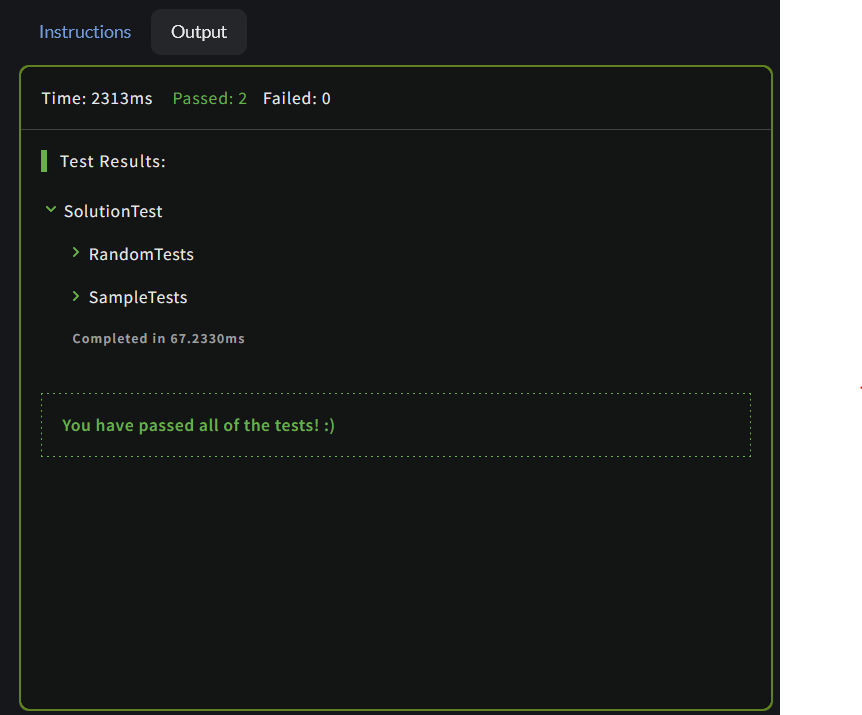 Instructions Output
Time: 2313ms Passed: 2 Failed: 0
Test Results:
SolutionTest
RandomTests
SampleTests
Completed in 67.2330ms
You have passed all of the tests! :)